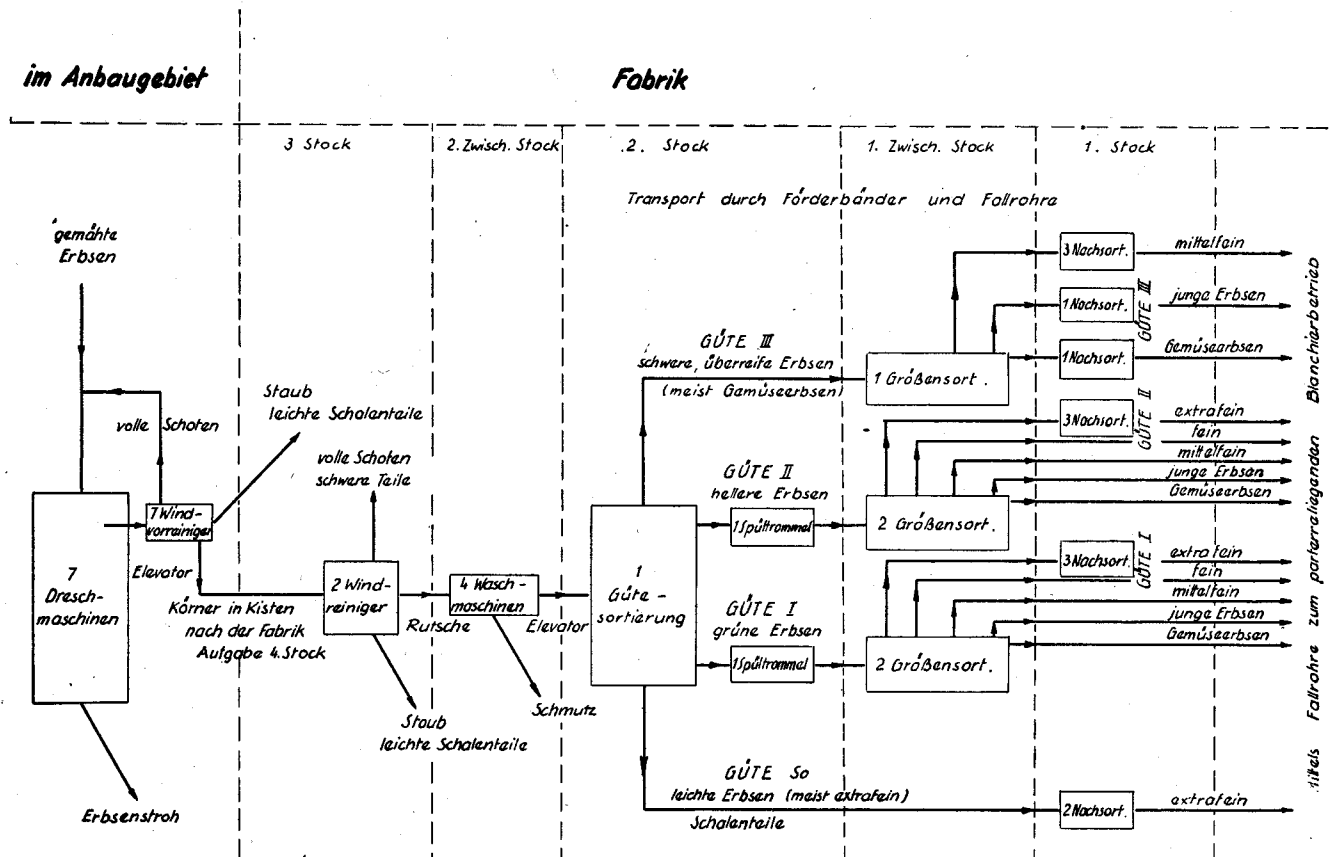 im Anbaugebiet
Fabrik
3 Stock
2. Zwisch. Stock
.2. Stock
1. Zwisch. Stock
1. Stock
Transport durch Förderbänder und Fallrohre
gemähte
Erbsen
volle Schoten
Staub
leichte Schalenteile
7 Wind-
vorreiniger
7
Dresch-
maschinen
Elevator
Erbsenstroh
Körner in Kisten
nach der Fabrik
Aufgabe 4. Stock
volle Schoten
schwere Teile
2 Wind-
reiniger
Rutsche
Staub
leichte Schalenteile
4 Wasch-
maschinen
Elevator
Schmutz
1
Güte-
sortierung
GÜTE III
schwere, überreife Erbsen
(meist Gemüseerbsen)
1 Größensort.
3 Nachsort.
mittelfein
1 Nachsort.
junge Erbsen
1 Nachsort.
Gemüsearbsen
GÜTE III
GÜTE II
hellere Erbsen
1 Spültrommel
2 Größensort.
3 Nachsort.
GÜTE II
extrafein
fein
mittelfein
junge Erbsen
Gemüsearbsen
GÜTE I
grüne Erbsen
1 Spültrommel
2 Größensort.
3 Nachsort.
GÜTE I
extrafein
fein
mittelfein
junge Erbsen
Gemüsearbsen
GÜTE So
leichte Erbsen (meist extrafein)
Schalenteile
2 Nachsort.
extrafein
Fallrohre zum parterreliegenden Blanchierbetrieb